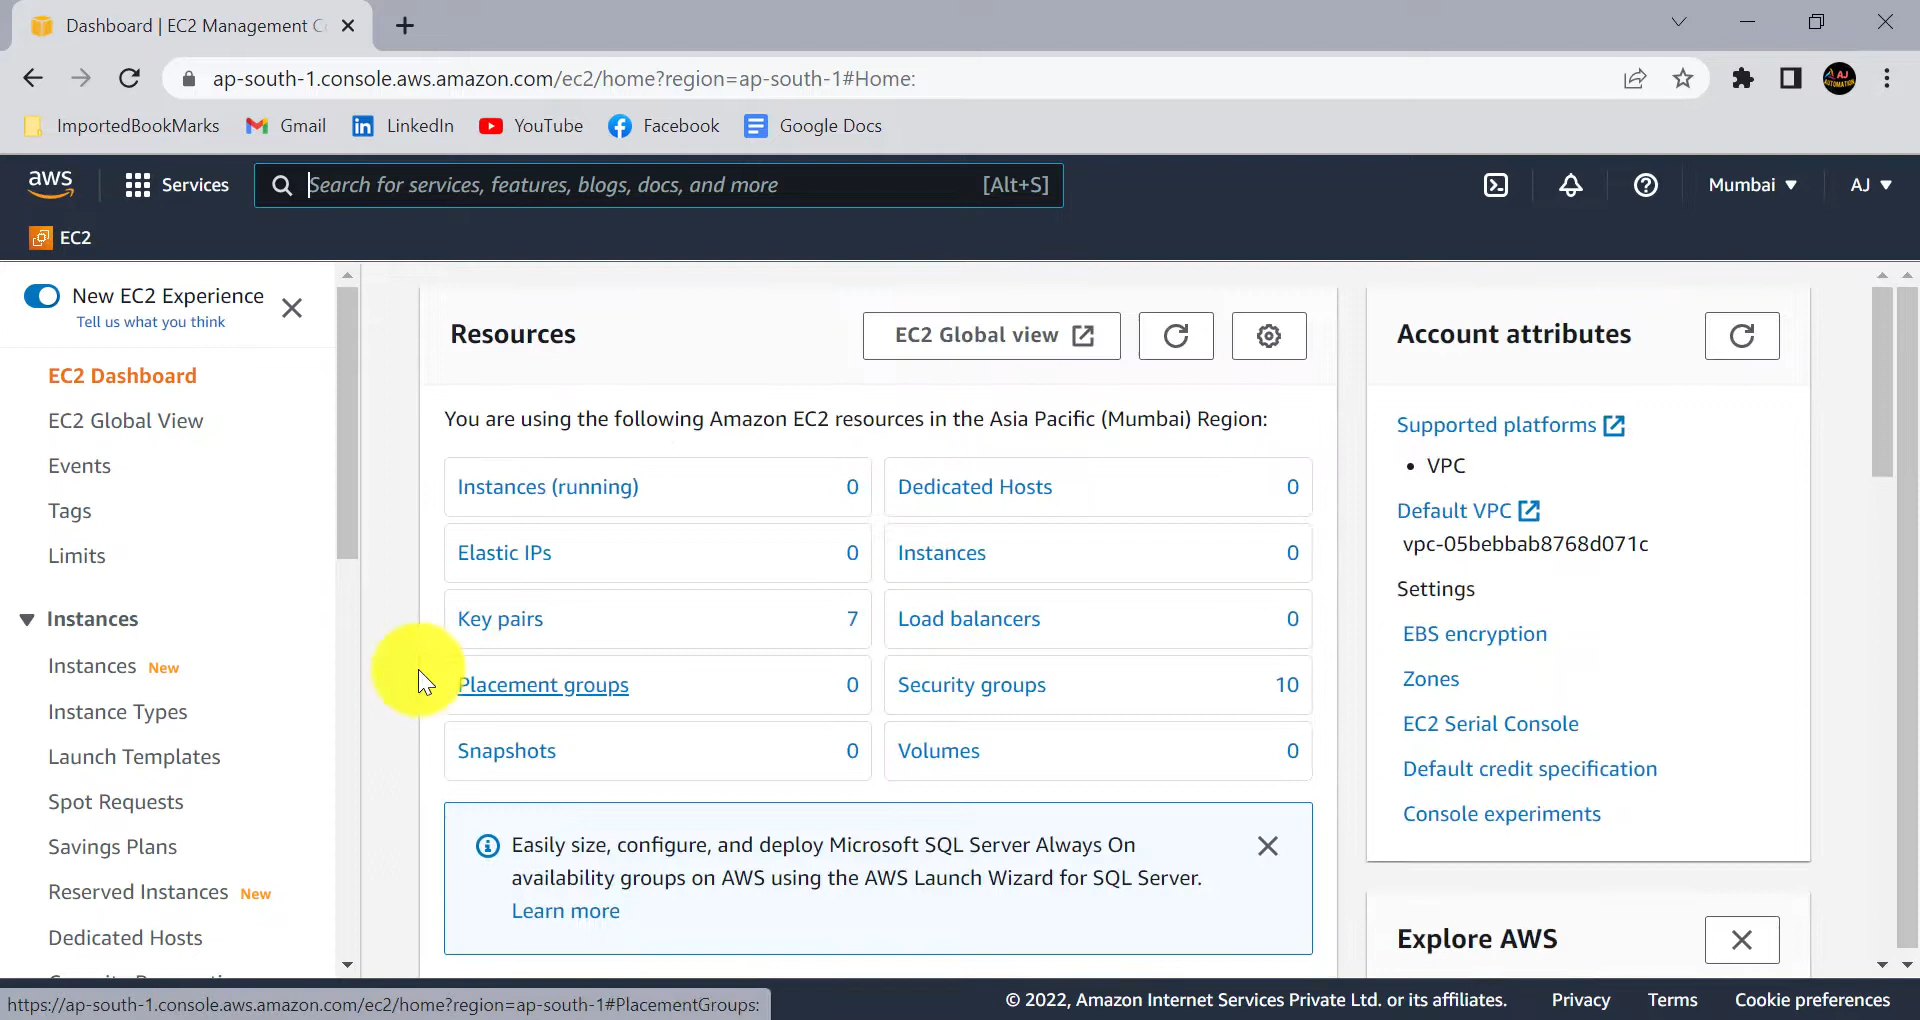 Dashboard | EC2 Management C
ap-south-1.console.aws.amazon.com/ec2/home?region=ap-south-1#Home:
AJ AUTOMATION
ImportedBookMarks Gmail LinkedIn YouTube Facebook Google Docs
aws Services Search for services, features, blogs, docs, and more [Alt+S] Mumbai AJ
EC2
New EC2 Experience
Tell us what you think
EC2 Dashboard
EC2 Global View
Events
Tags
Limits
Instances
Instances New
Instance Types
Launch Templates
Spot Requests
Savings Plans
Reserved Instances New
Dedicated Hosts
Resources
EC2 Global view
You are using the following Amazon EC2 resources in the Asia Pacific (Mumbai) Region:
Instances (running) 0
Dedicated Hosts 0
Elastic IPs 0
Instances 0
Key pairs 7
Load balancers 0
Placement groups 0
Security groups 10
Snapshots 0
Volumes 0
Easily size, configure, and deploy Microsoft SQL Server Always On
availability groups on AWS using the AWS Launch Wizard for SQL Server.
Learn more
Account attributes
Supported platforms
• VPC
Default VPC
vpc-05bebbab8768d071c
Settings
EBS encryption
Zones
EC2 Serial Console
Default credit specification
Console experiments
Explore AWS
https://ap-south-1.console.aws.amazon.com/ec2/home?region=ap-south-1#PlacementGroups:
© 2022, Amazon Internet Services Private Ltd. or its affiliates. Privacy Terms Cookie preferences